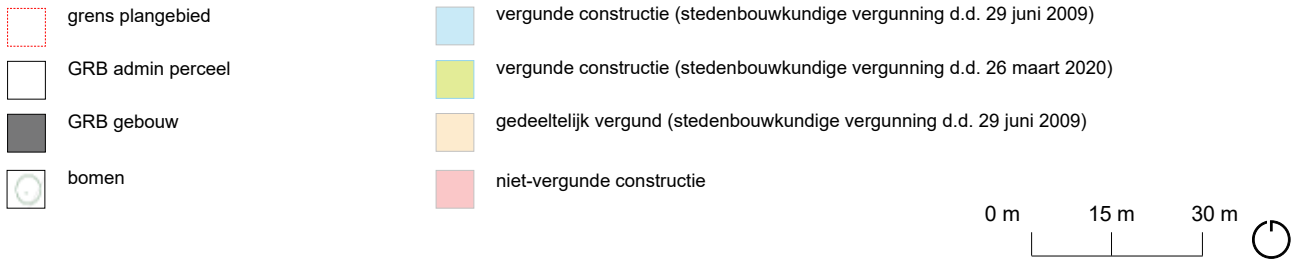 grens plangebied
GRB admin perceel
GRB gebouw
bomen
vergunde constructie (stedenbouwkundige vergunning d.d. 29 juni 2009)
vergunde constructie (stedenbouwkundige vergunning d.d. 26 maart 2020)
gedeeltelijk vergund (stedenbouwkundige vergunning d.d. 29 juni 2009)
niet-vergunde constructie
0 m 15 m 30 m